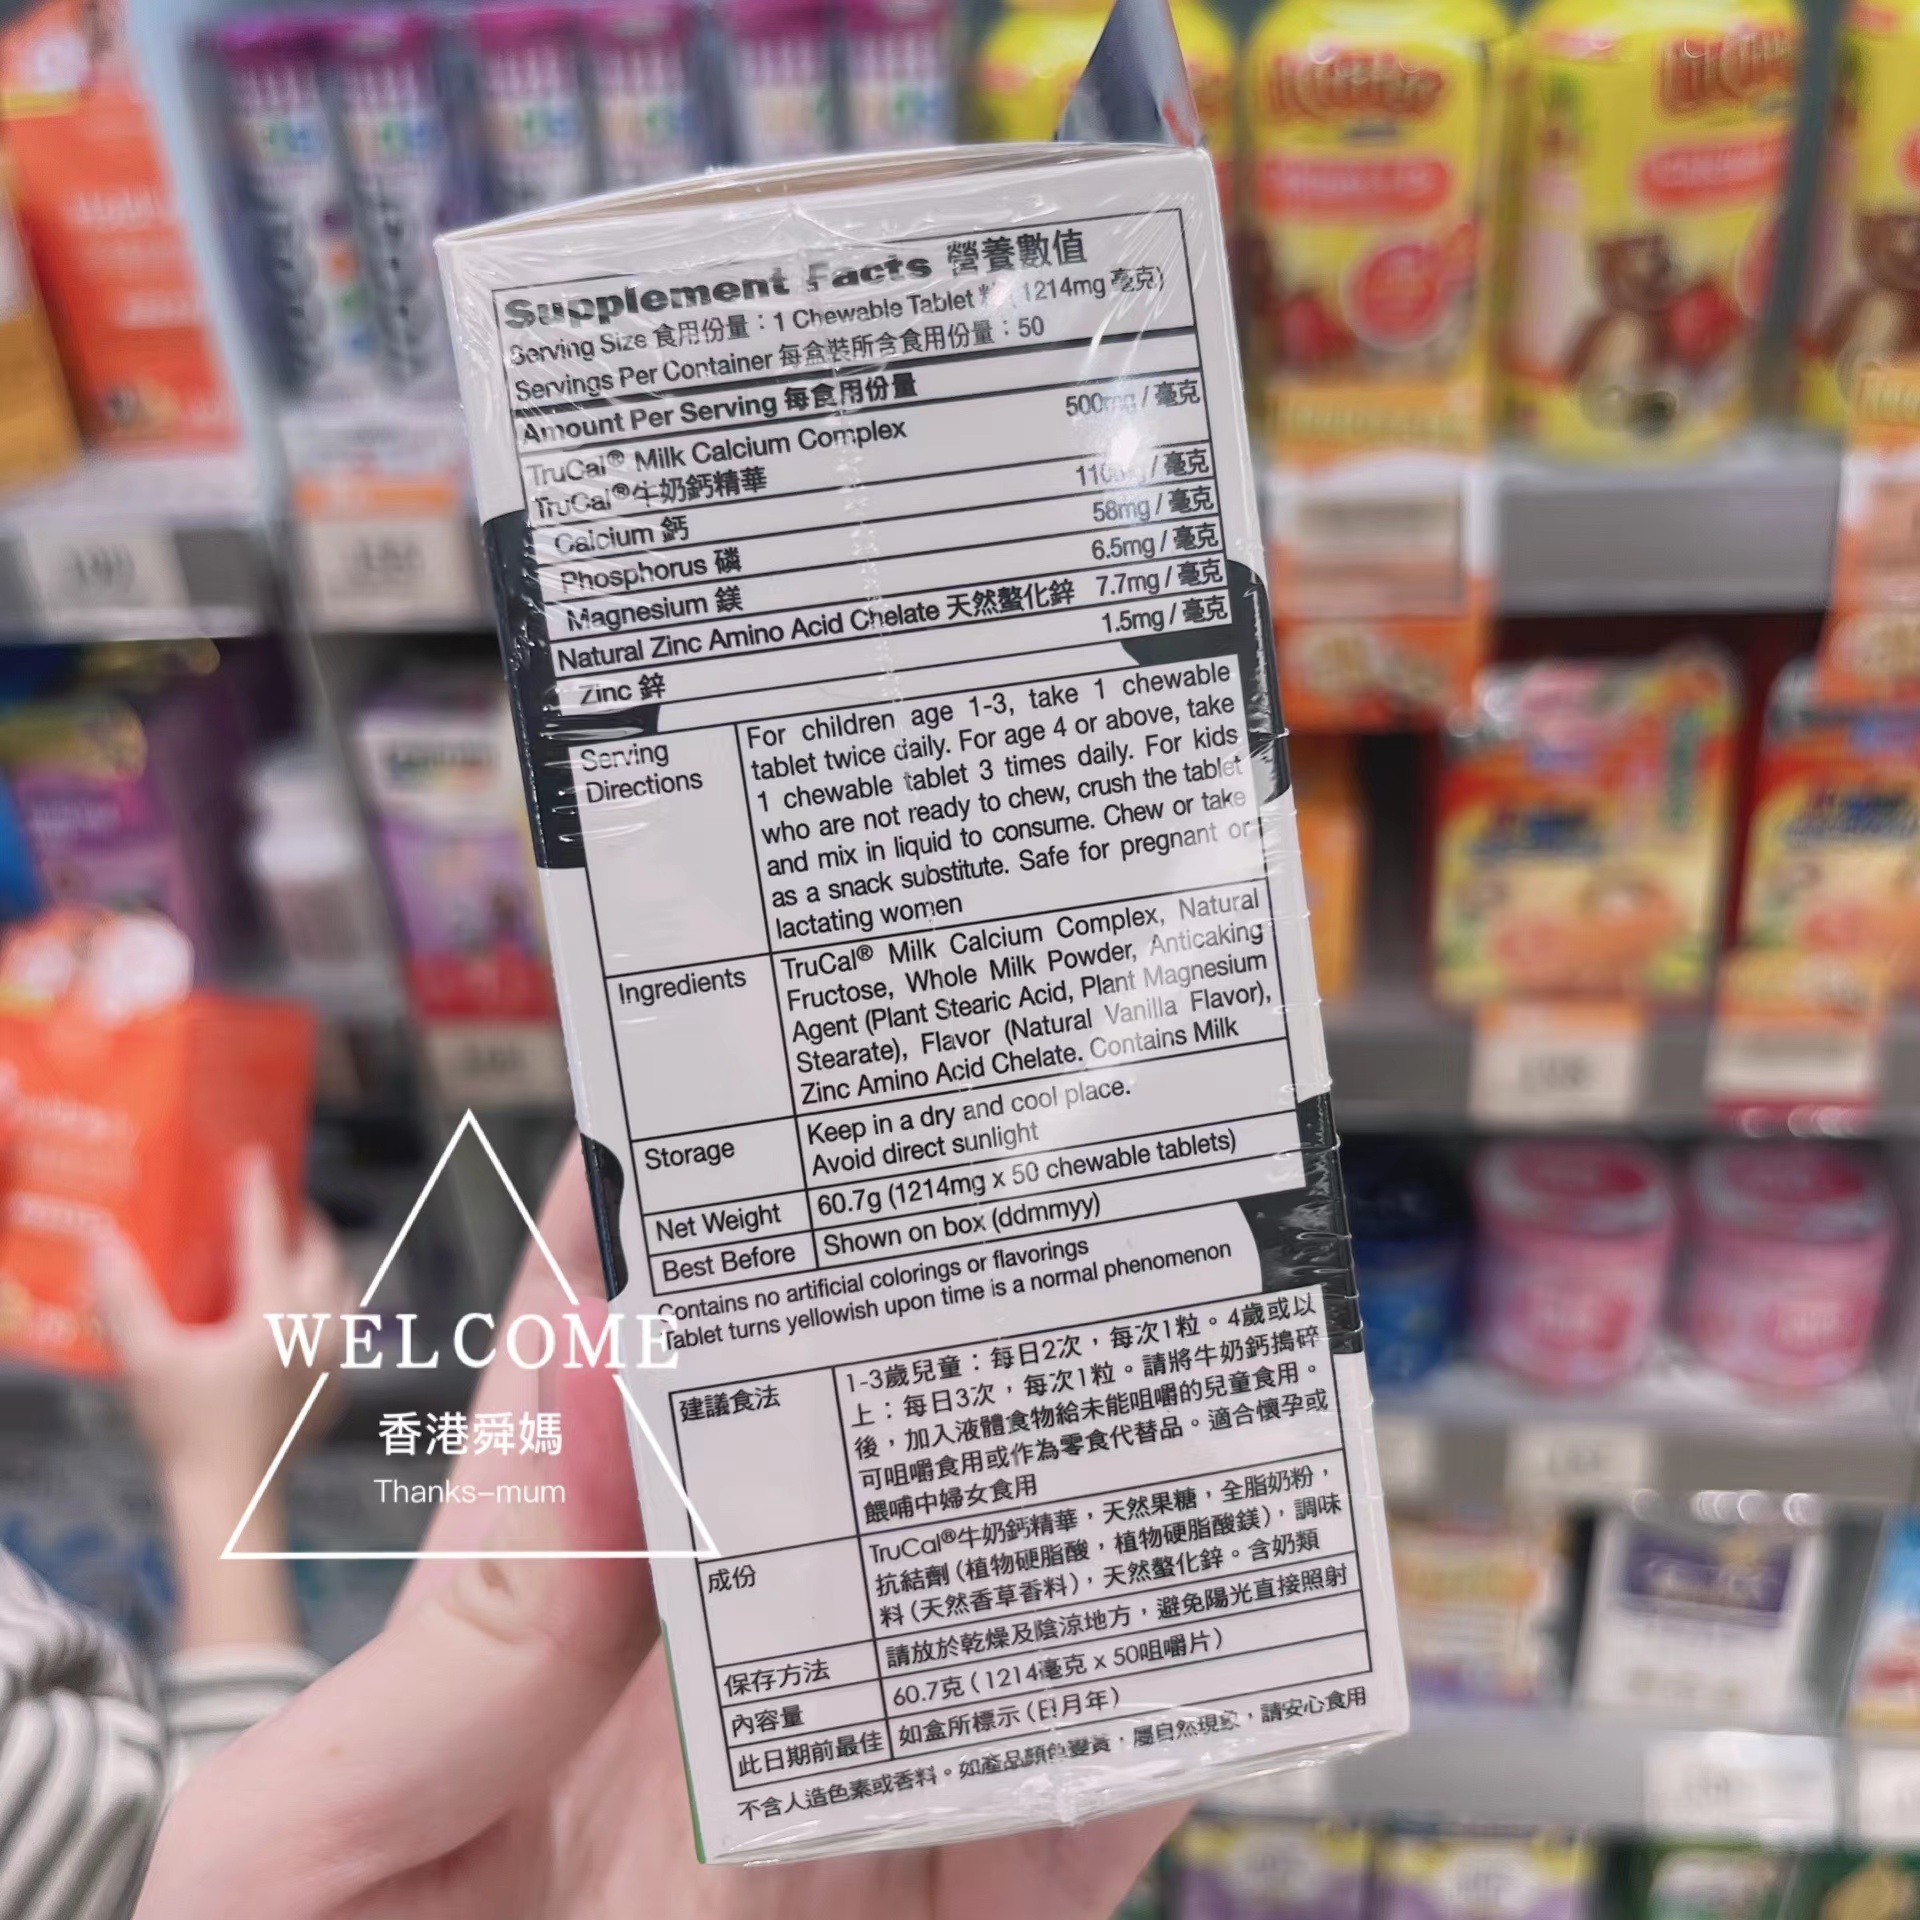 Supplement Facts 營養數值
Serving Size 食用份量：1 Chewable Tablet 粒 (1214mg 毫克)
Servings Per Container 每盒裝所含食用份量：50
Amount Per Serving 每食用份量
TruCal® Milk Calcium Complex 500mg / 毫克
TruCal®牛奶鈣精華
Calcium 鈣 110mg / 毫克
Phosphorus 磷 58mg / 毫克
Magnesium 鎂 6.5mg / 毫克
Natural Zinc Amino Acid Chelate 天然螯化鋅 7.7mg / 毫克
Zinc 鋅 1.5mg / 毫克
Serving Directions
For children age 1-3, take 1 chewable
tablet twice daily. For age 4 or above, take
1 chewable tablet 3 times daily. For kids
who are not ready to chew, crush the tablet
and mix in liquid to consume. Chew or take
as a snack substitute. Safe for pregnant or
lactating women
Ingredients
TruCal® Milk Calcium Complex, Natural
Fructose, Whole Milk Powder, Anticaking
Agent (Plant Stearic Acid, Plant Magnesium
Stearate), Flavor (Natural Vanilla Flavor),
Zinc Amino Acid Chelate. Contains Milk
Storage
Keep in a dry and cool place.
Avoid direct sunlight
Net Weight 60.7g (1214mg x 50 chewable tablets)
Best Before Shown on box (ddmmyy)
Contains no artificial colorings or flavorings
Tablet turns yellowish upon time is a normal phenomenon
建議食法
1-3歲兒童：每日2次，每次1粒。4歲或以
上：每日3次，每次1粒。請將牛奶鈣搗碎
後，加入液體食物給未能咀嚼的兒童食用。
可咀嚼食用或作為零食代替品。適合懷孕或
餵哺中婦女食用
成份
TruCal®牛奶鈣精華，天然果糖，全脂奶粉，
抗結劑 (植物硬脂酸，植物硬脂酸鎂)，調味
料 (天然香草香料)，天然螯化鋅。含奶類
保存方法 請放於乾燥及陰涼地方，避免陽光直接照射
內容量 60.7克 (1214毫克 x 50咀嚼片)
此日期前最佳 如盒所標示 (日月年)
不含人造色素或香料。如產品顏色變黃，屬自然現象，請安心食用
WELCOME
香港舜媽
Thanks-mum